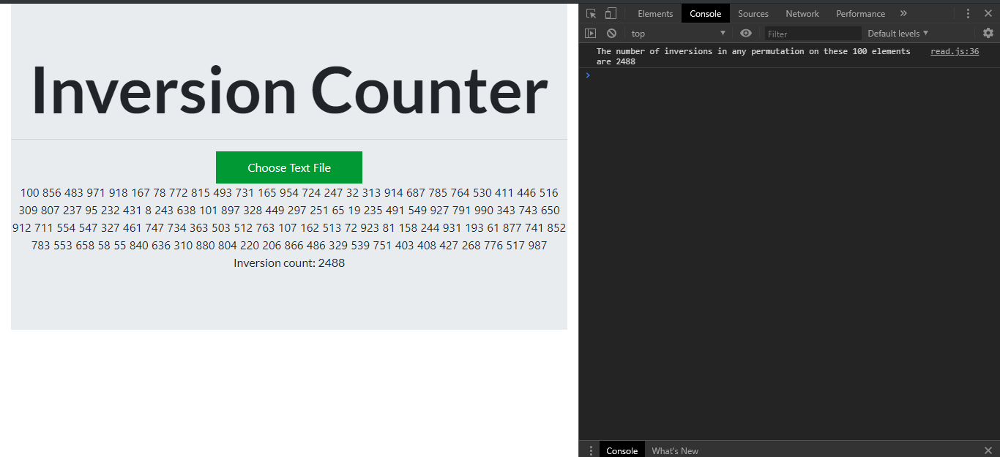 Inversion Counter
Choose Text File
100 856 483 971 918 167 78 772 815 493 731 165 954 724 247 32 313 914 687 785 764 530 411 446 516
309 807 237 95 232 431 8 243 638 101 897 328 449 297 251 65 19 235 491 549 927 791 990 343 743 650
912 711 554 547 327 461 747 734 363 503 512 763 107 162 513 72 923 81 158 244 931 193 61 877 741 852
783 553 658 58 55 840 636 310 880 804 220 206 866 486 329 539 751 403 408 427 268 776 517 987
Inversion count: 2488
Elements Console Sources Network Performance
top Filter Default levels
The number of inversions in any permutation on these 100 elements read.js:36
are 2488
Console What's New